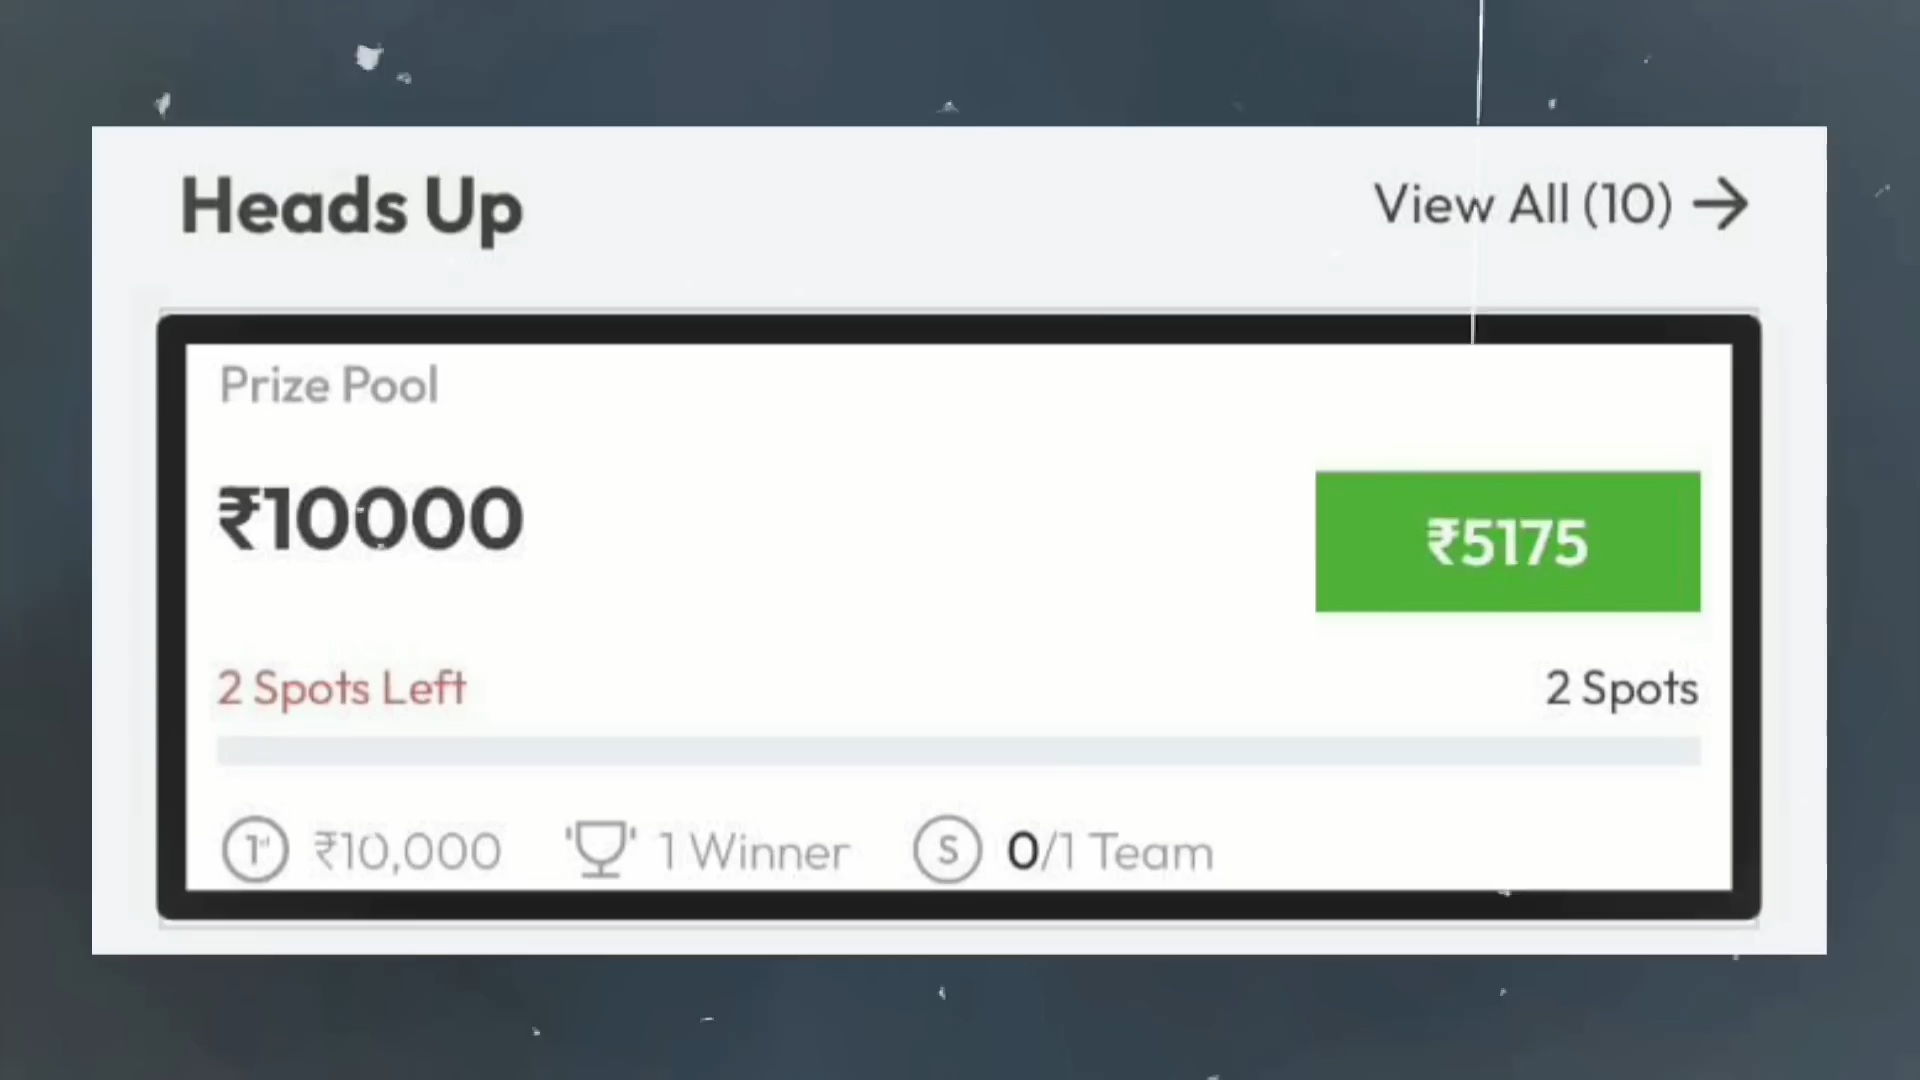 Heads Up
View All (10) →
Prize Pool
₹10000
₹5175
2 Spots Left
2 Spots
1st ₹10,000
1 Winner
S 0/1 Team